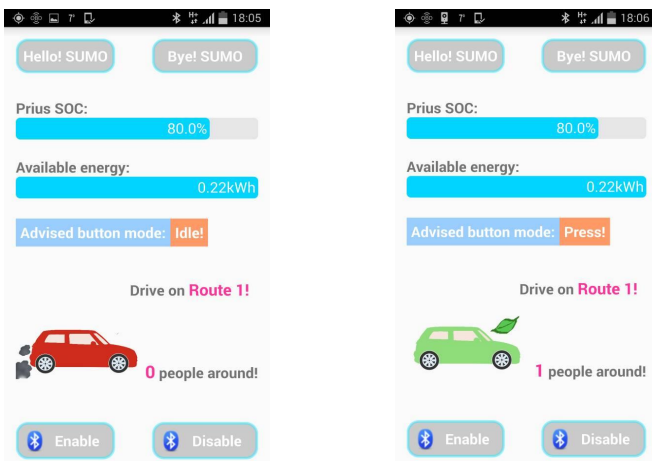 7° H+ 18:05
Hello! SUMO Bye! SUMO
Prius SOC:
80.0%
Available energy:
0.22kWh
Advised button mode: Idle!
Drive on Route 1!
0 people around!
Enable Disable
7° H+ 18:06
Hello! SUMO Bye! SUMO
Prius SOC:
80.0%
Available energy:
0.22kWh
Advised button mode: Press!
Drive on Route 1!
1 people around!
Enable Disable